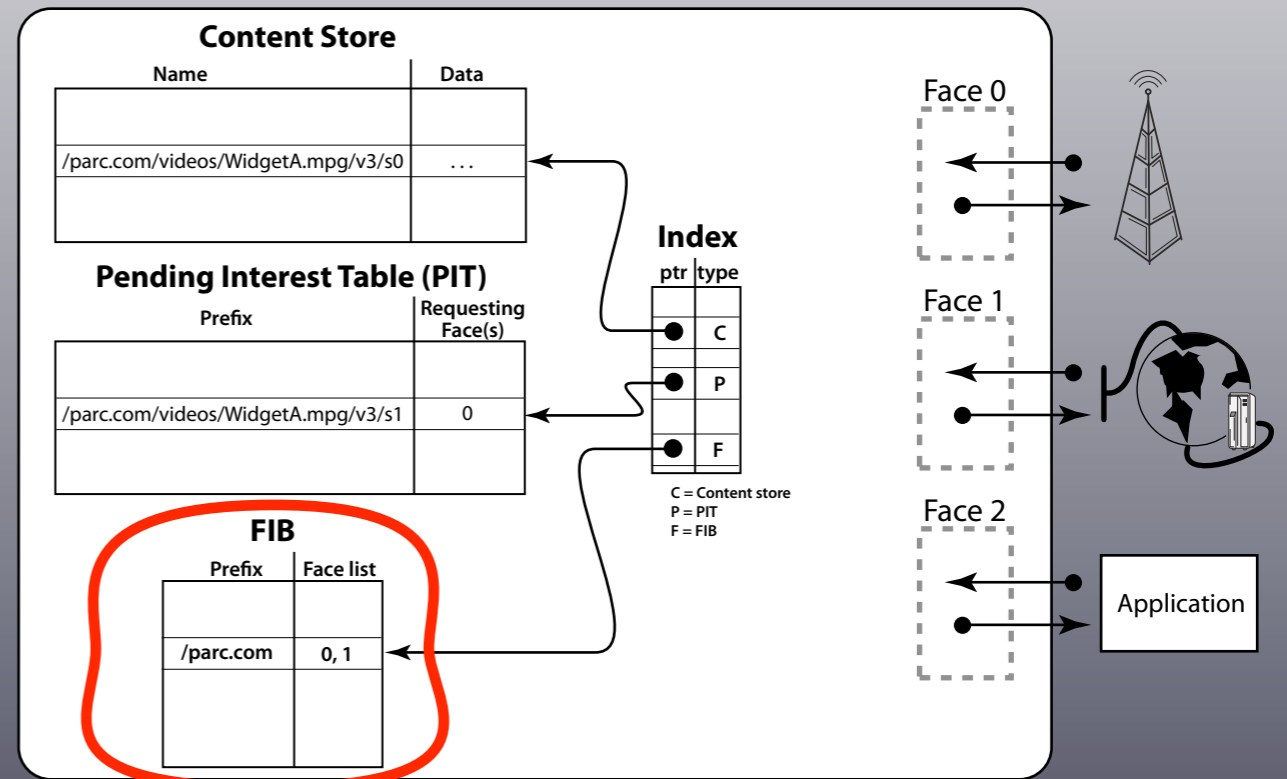 Content Store
Name Data
/parc.com/videos/WidgetA.mpg/v3/s0 ...
Pending Interest Table (PIT)
Prefix Requesting Face(s)
/parc.com/videos/WidgetA.mpg/v3/s1 0
FIB
Prefix Face list
/parc.com 0, 1
Index
ptr type
C
P
F
C = Content store
P = PIT
F = FIB
Face 0
Face 1
Face 2
Application